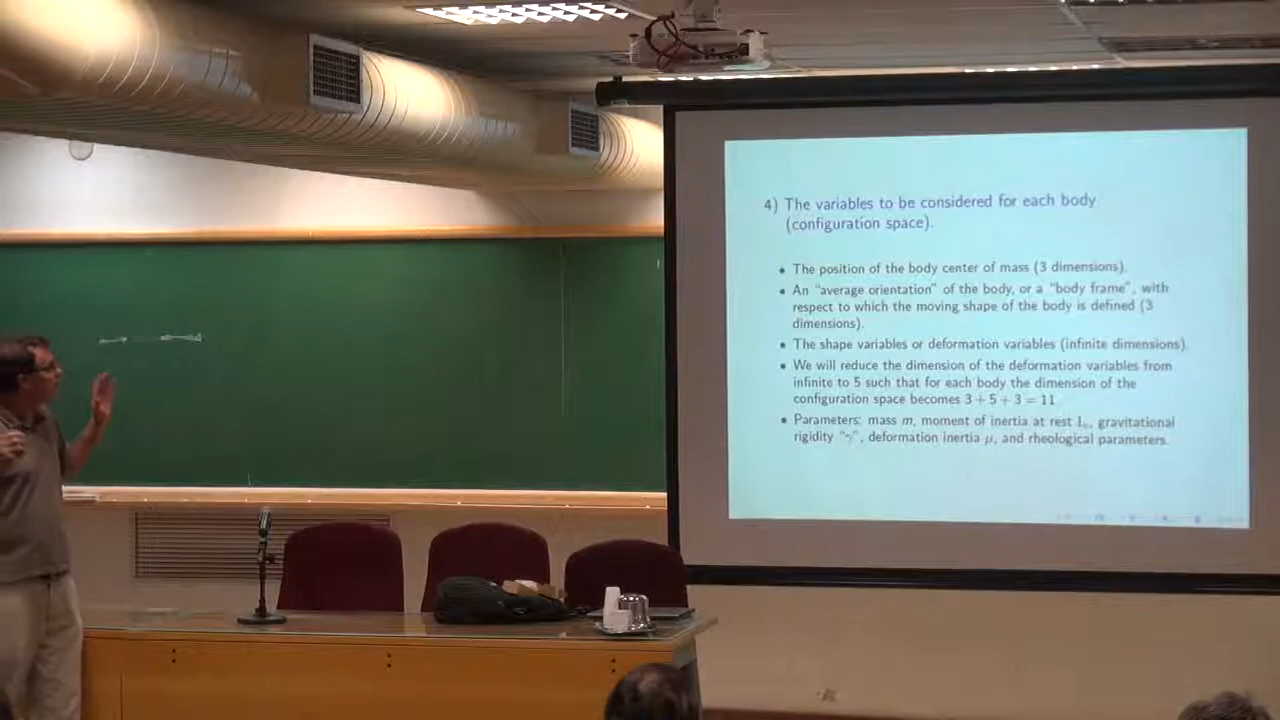 4) The variables to be considered for each body
(configuration space).
• The position of the body center of mass (3 dimensions).
• An “average orientation” of the body, or a “body frame”, with
respect to which the moving shape of the body is defined (3
dimensions).
• The shape variables or deformation variables (infinite dimensions).
• We will reduce the dimension of the deformation variables from
infinite to 5 such that for each body the dimension of the
configuration space becomes 3 + 5 + 3 = 11
• Parameters: mass m, moment of inertia at rest I₀, gravitational
rigidity “γ”, deformation inertia μ, and rheological parameters.